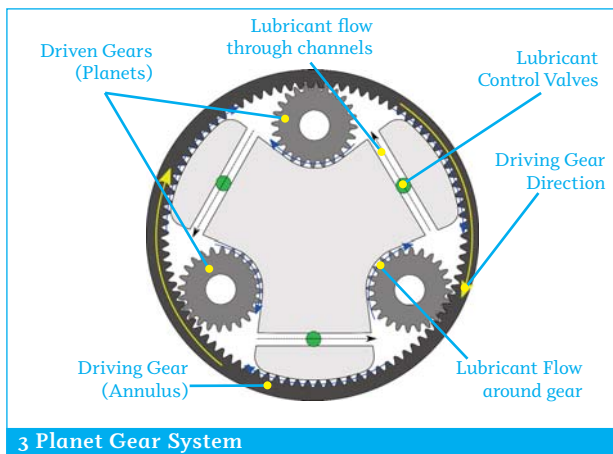 Lubricant flow
through channels
Driven Gears
(Planets)
Lubricant
Control Valves
Driving Gear
Direction
Driving Gear
(Annulus)
Lubricant Flow
around gear
3 Planet Gear System